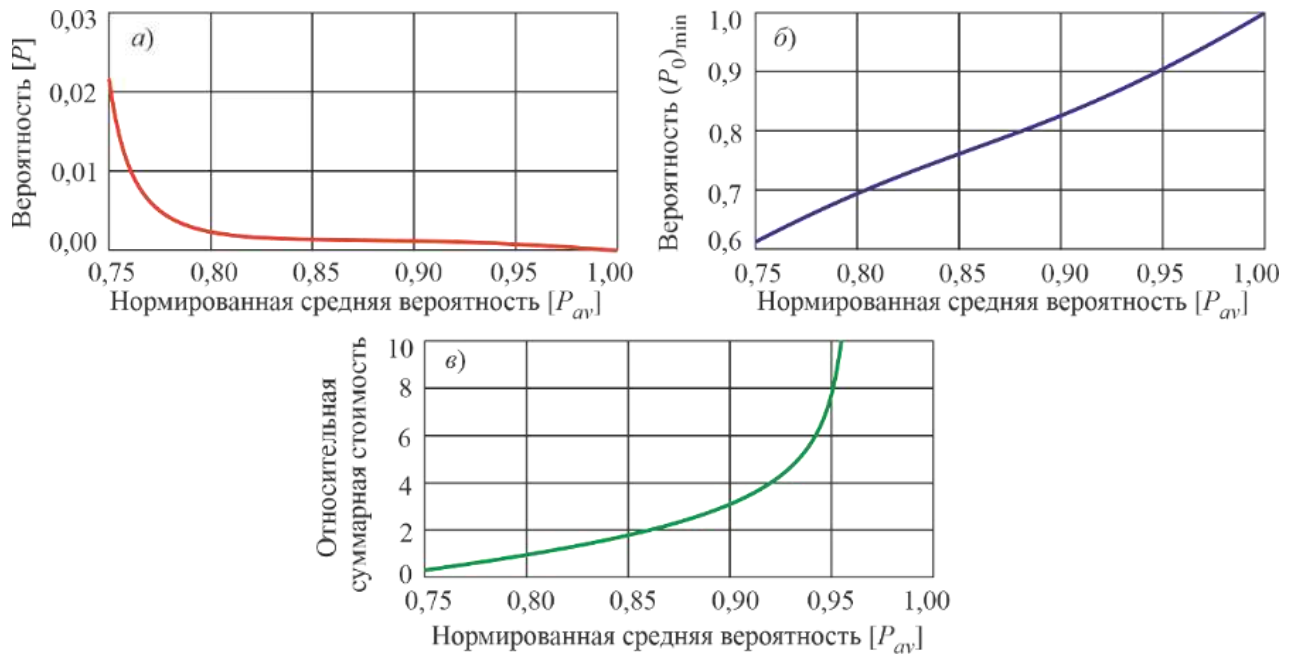 а)
Вероятность [P]
0,03
0,02
0,01
0,00
0,75 0,80 0,85 0,90 0,95 1,00
Нормированная средняя вероятность [Pav]
б)
Вероятность (P0)min
1,0
0,9
0,8
0,7
0,6
0,75 0,80 0,85 0,90 0,95 1,00
Нормированная средняя вероятность [Pav]
в)
Относительная
суммарная стоимость
10
8
6
4
2
0
0,75 0,80 0,85 0,90 0,95 1,00
Нормированная средняя вероятность [Pav]